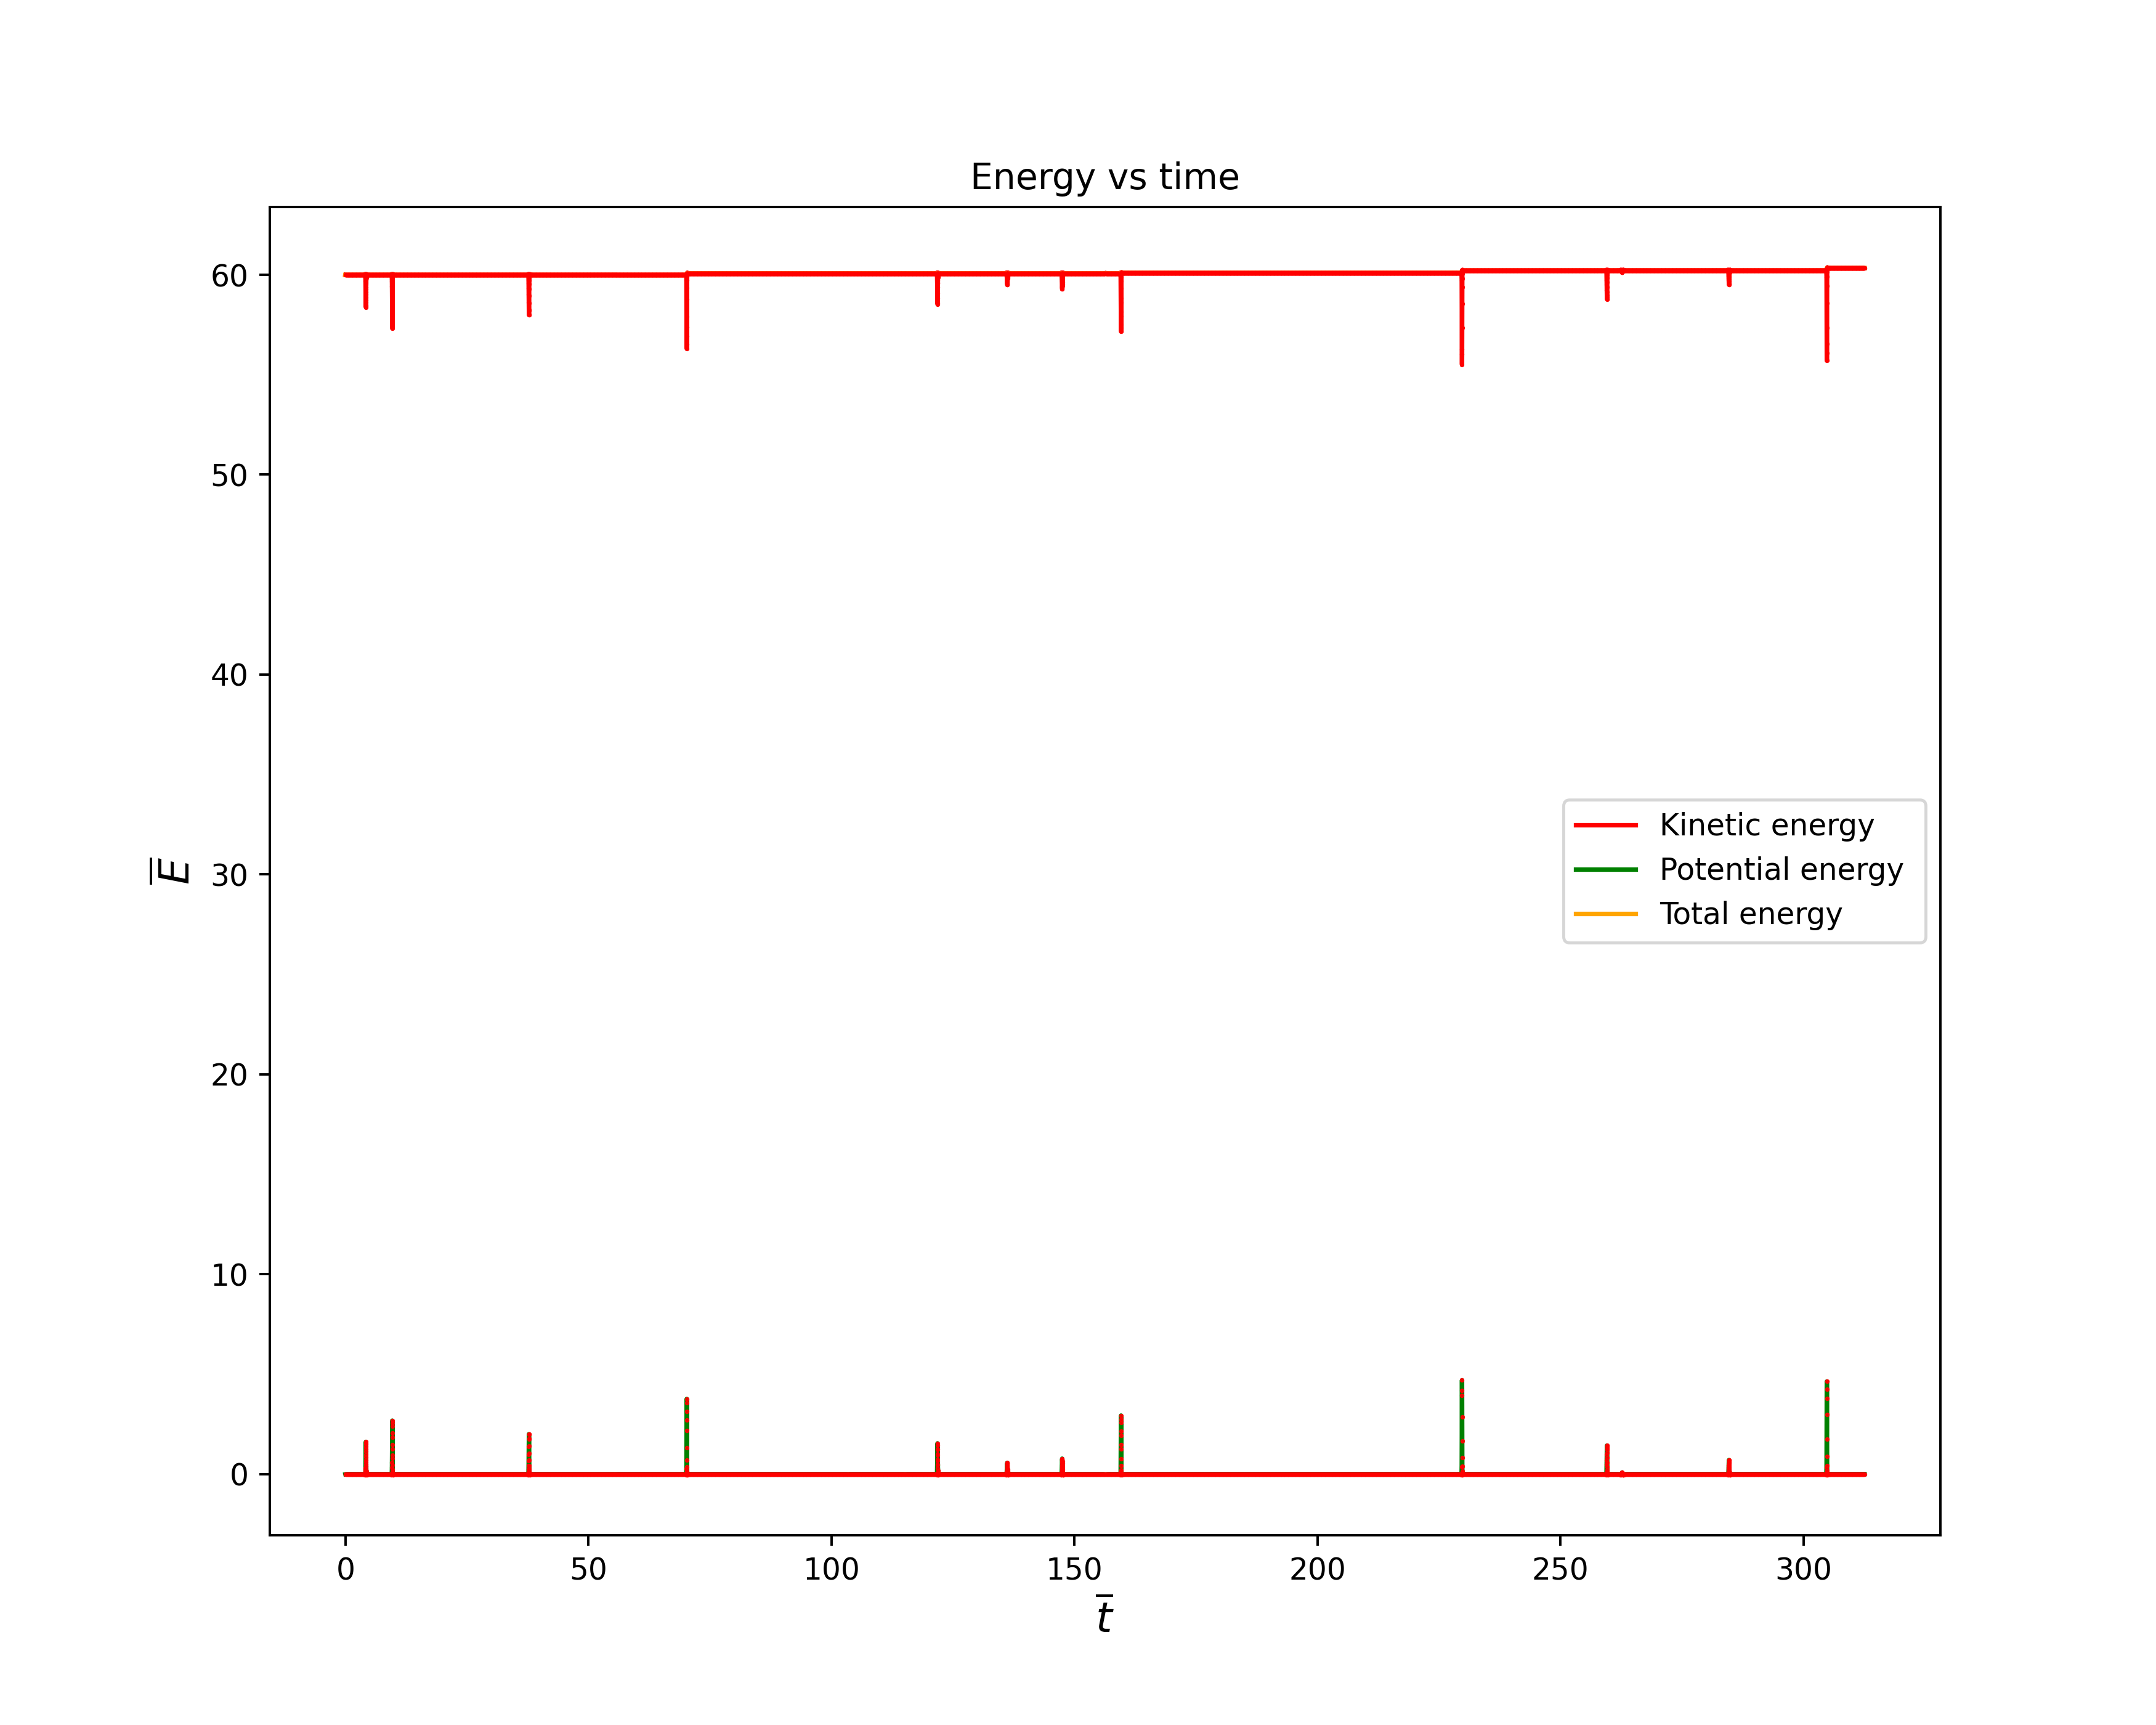 Energy vs time
60
50
40
30
20
10
0
E̅
Kinetic energy
Potential energy
Total energy
0 50 100 150 200 250 300
t̅